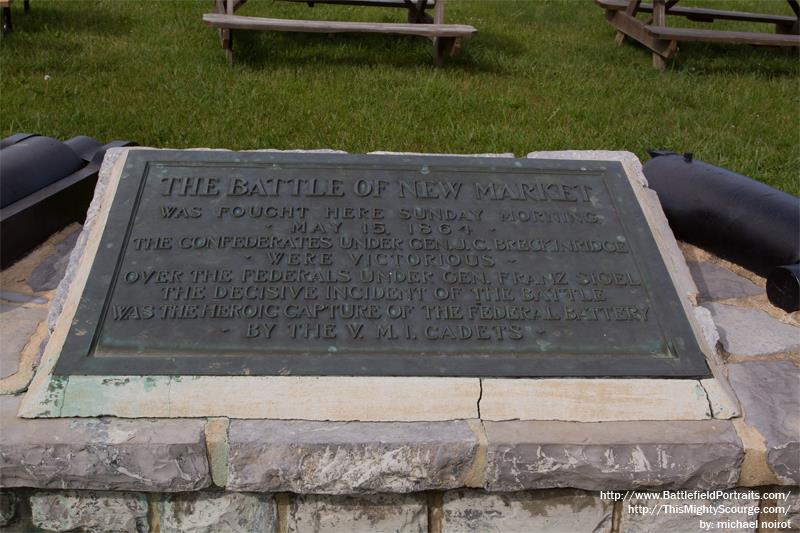 THE BATTLE OF NEW MARKET
WAS FOUGHT HERE SUNDAY MORNING,
- MAY 15, 1864 -
THE CONFEDERATES UNDER GEN. J. C. BRECKINRIDGE
- WERE VICTORIOUS -
OVER THE FEDERALS UNDER GEN. FRANZ SIGEL
THE DECISIVE INCIDENT OF THE BATTLE
WAS THE HEROIC CAPTURE OF THE FEDERAL BATTERY
- BY THE V. M. I. CADETS -
http://www.BattlefieldPortraits.com/
http://ThisMightyScourge.com/
by: michael noirot